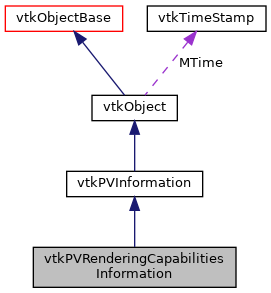 vtkObjectBase
vtkTimeStamp
MTime
vtkObject
vtkPVInformation
vtkPVRenderingCapabilities
Information